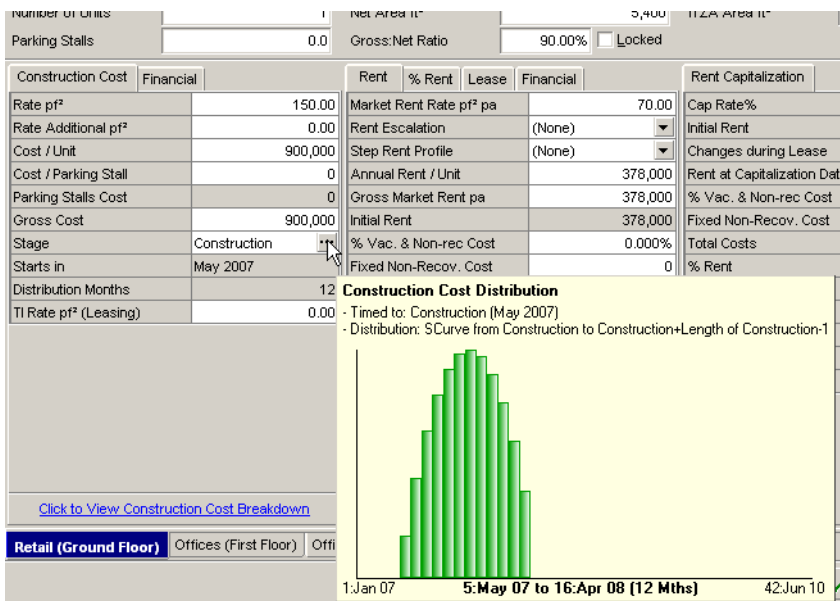 Number of Units 1 Net Area ft² 5,400 ITZA Area ft²
Parking Stalls 0.0 Gross:Net Ratio 90.00% Locked
Construction Cost Financial Rent % Rent Lease Financial Rent Capitalization
Rate pf² 150.00 Market Rent Rate pf² pa 70.00 Cap Rate%
Rate Additional pf² 0.00 Rent Escalation (None) Initial Rent
Cost / Unit 900,000 Step Rent Profile (None) Changes during Lease
Cost / Parking Stall 0 Annual Rent / Unit 378,000 Rent at Capitalization Dat
Parking Stalls Cost 0 Gross Market Rent pa 378,000 % Vac. & Non-rec Cost
Gross Cost 900,000 Initial Rent 378,000 Fixed Non-Recov. Cost
Stage Construction ... % Vac. & Non-rec Cost 0.000% Total Costs
Starts in May 2007 Fixed Non-Recov. Cost 0 % Rent
Distribution Months 12 Construction Cost Distribution
- Timed to: Construction (May 2007)
TI Rate pf² (Leasing) 0.00 - Distribution: SCurve from Construction to Construction+Length of Construction-1
Click to View Construction Cost Breakdown
Retail (Ground Floor) Offices (First Floor) Offi
1:Jan 07 5:May 07 to 16:Apr 08 (12 Mths) 42:Jun 10